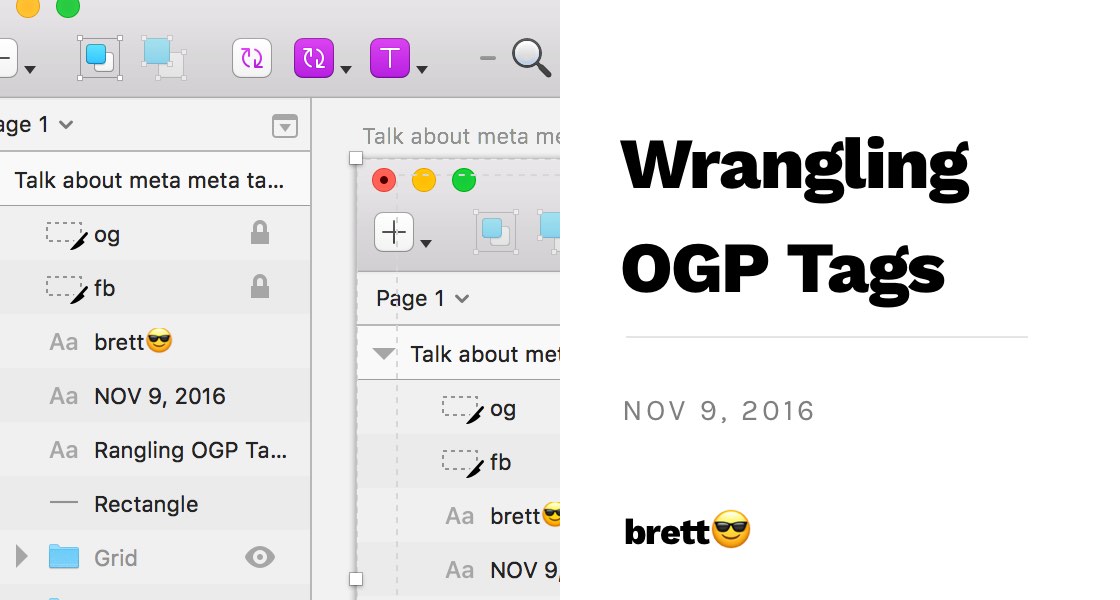 age 1
Talk about meta meta ta...
og
fb
Aa brett😎
Aa NOV 9, 2016
Aa Rangling OGP Ta...
Rectangle
Grid
T
Talk about meta me
Page 1
Talk about met
og
fb
Aa brett😎
Aa NOV 9,
Wrangling
OGP Tags
NOV 9, 2016
brett😎